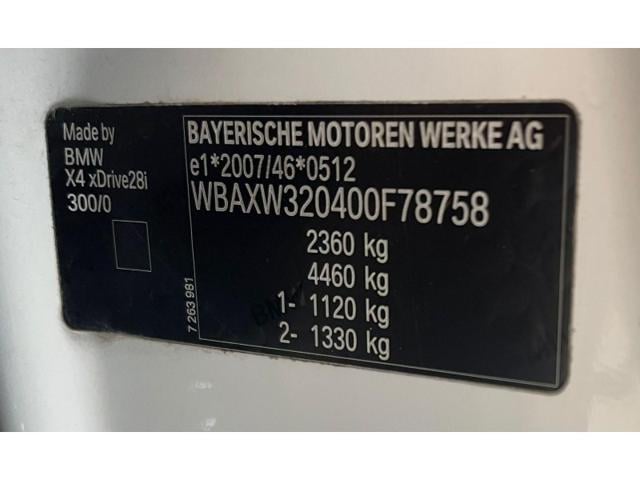 Made by
BMW
X4 xDrive28i
300/0
7 263 981
BAYERISCHE MOTOREN WERKE AG
e1*2007/46*0512
WBAXW320400F78758
2360 kg
4460 kg
1- 1120 kg
2- 1330 kg
BMW